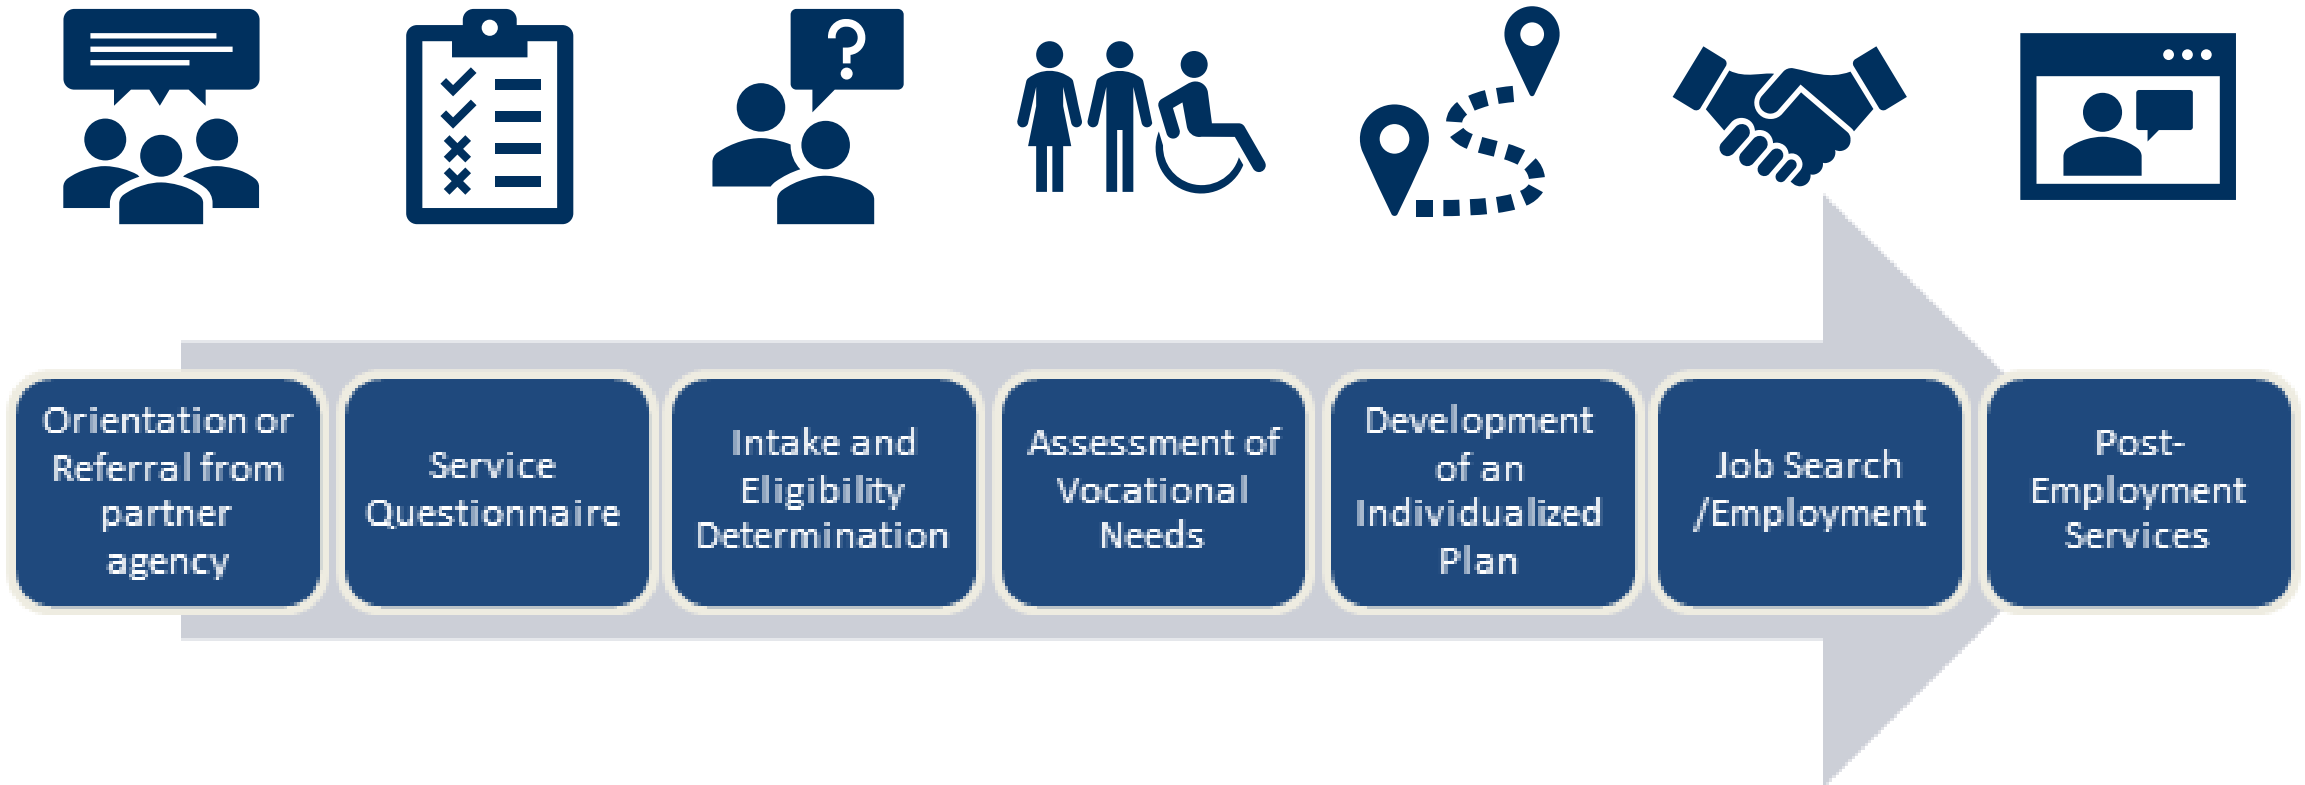 ?
Orientation or
Referral from
partner
agency
Service
Questionnaire
Intake and
Eligibility
Determination
Assessment of
Vocational
Needs
Development
of an
Individualized
Plan
Job Search
/Employment
Post-
Employment
Services